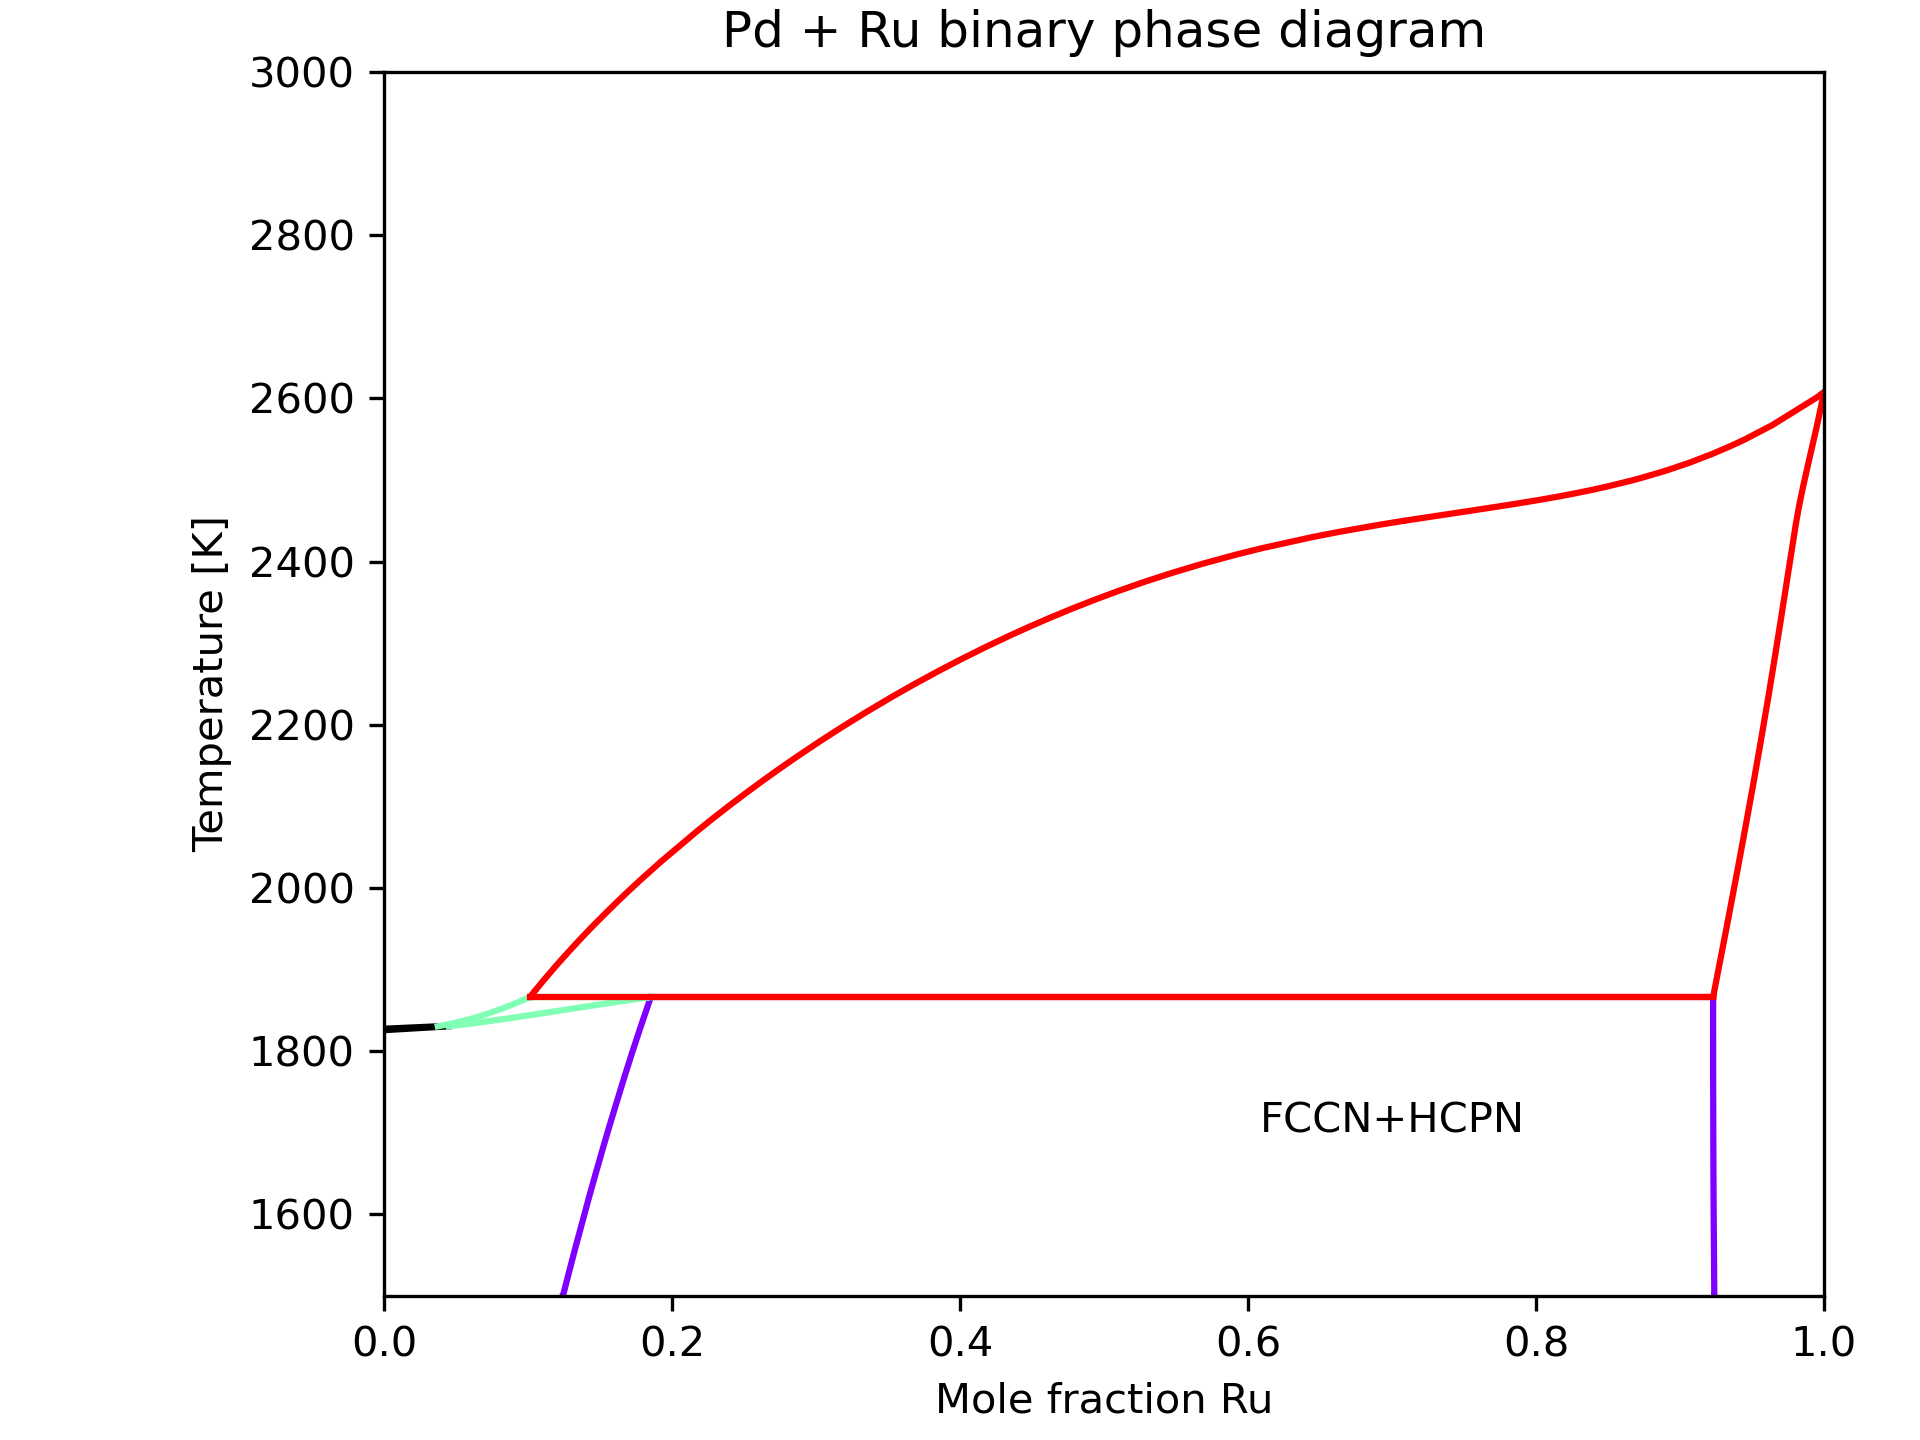 Pd + Ru binary phase diagram
3000
2800
2600
2400
2200
2000
1800
1600
Temperature [K]
FCCN+HCPN
0.0 0.2 0.4 0.6 0.8 1.0
Mole fraction Ru